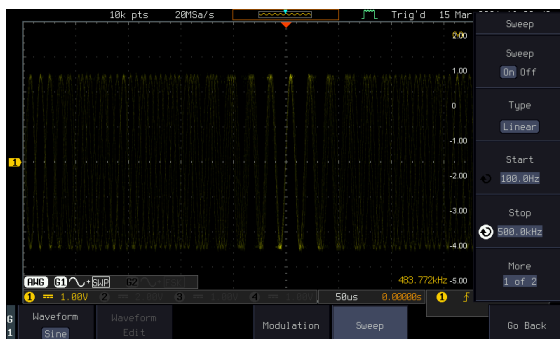 10k pts 20MSa/s Trig'd 15 Mar
Sweep
2.00
Sweep
On Off
1.00
Type
Linear
0
-1.00
Start
100.0Hz
1
-2.00
Stop
500.0kHz
-3.00
-4.00
More
1 of 2
AWG G1 +SWP G2
483.772kHz -5.00
1 1.00V 2 3 4 50us 0.00000s 1
G 1
Waveform
Sine
Waveform
Edit
Modulation
Sweep
Go Back